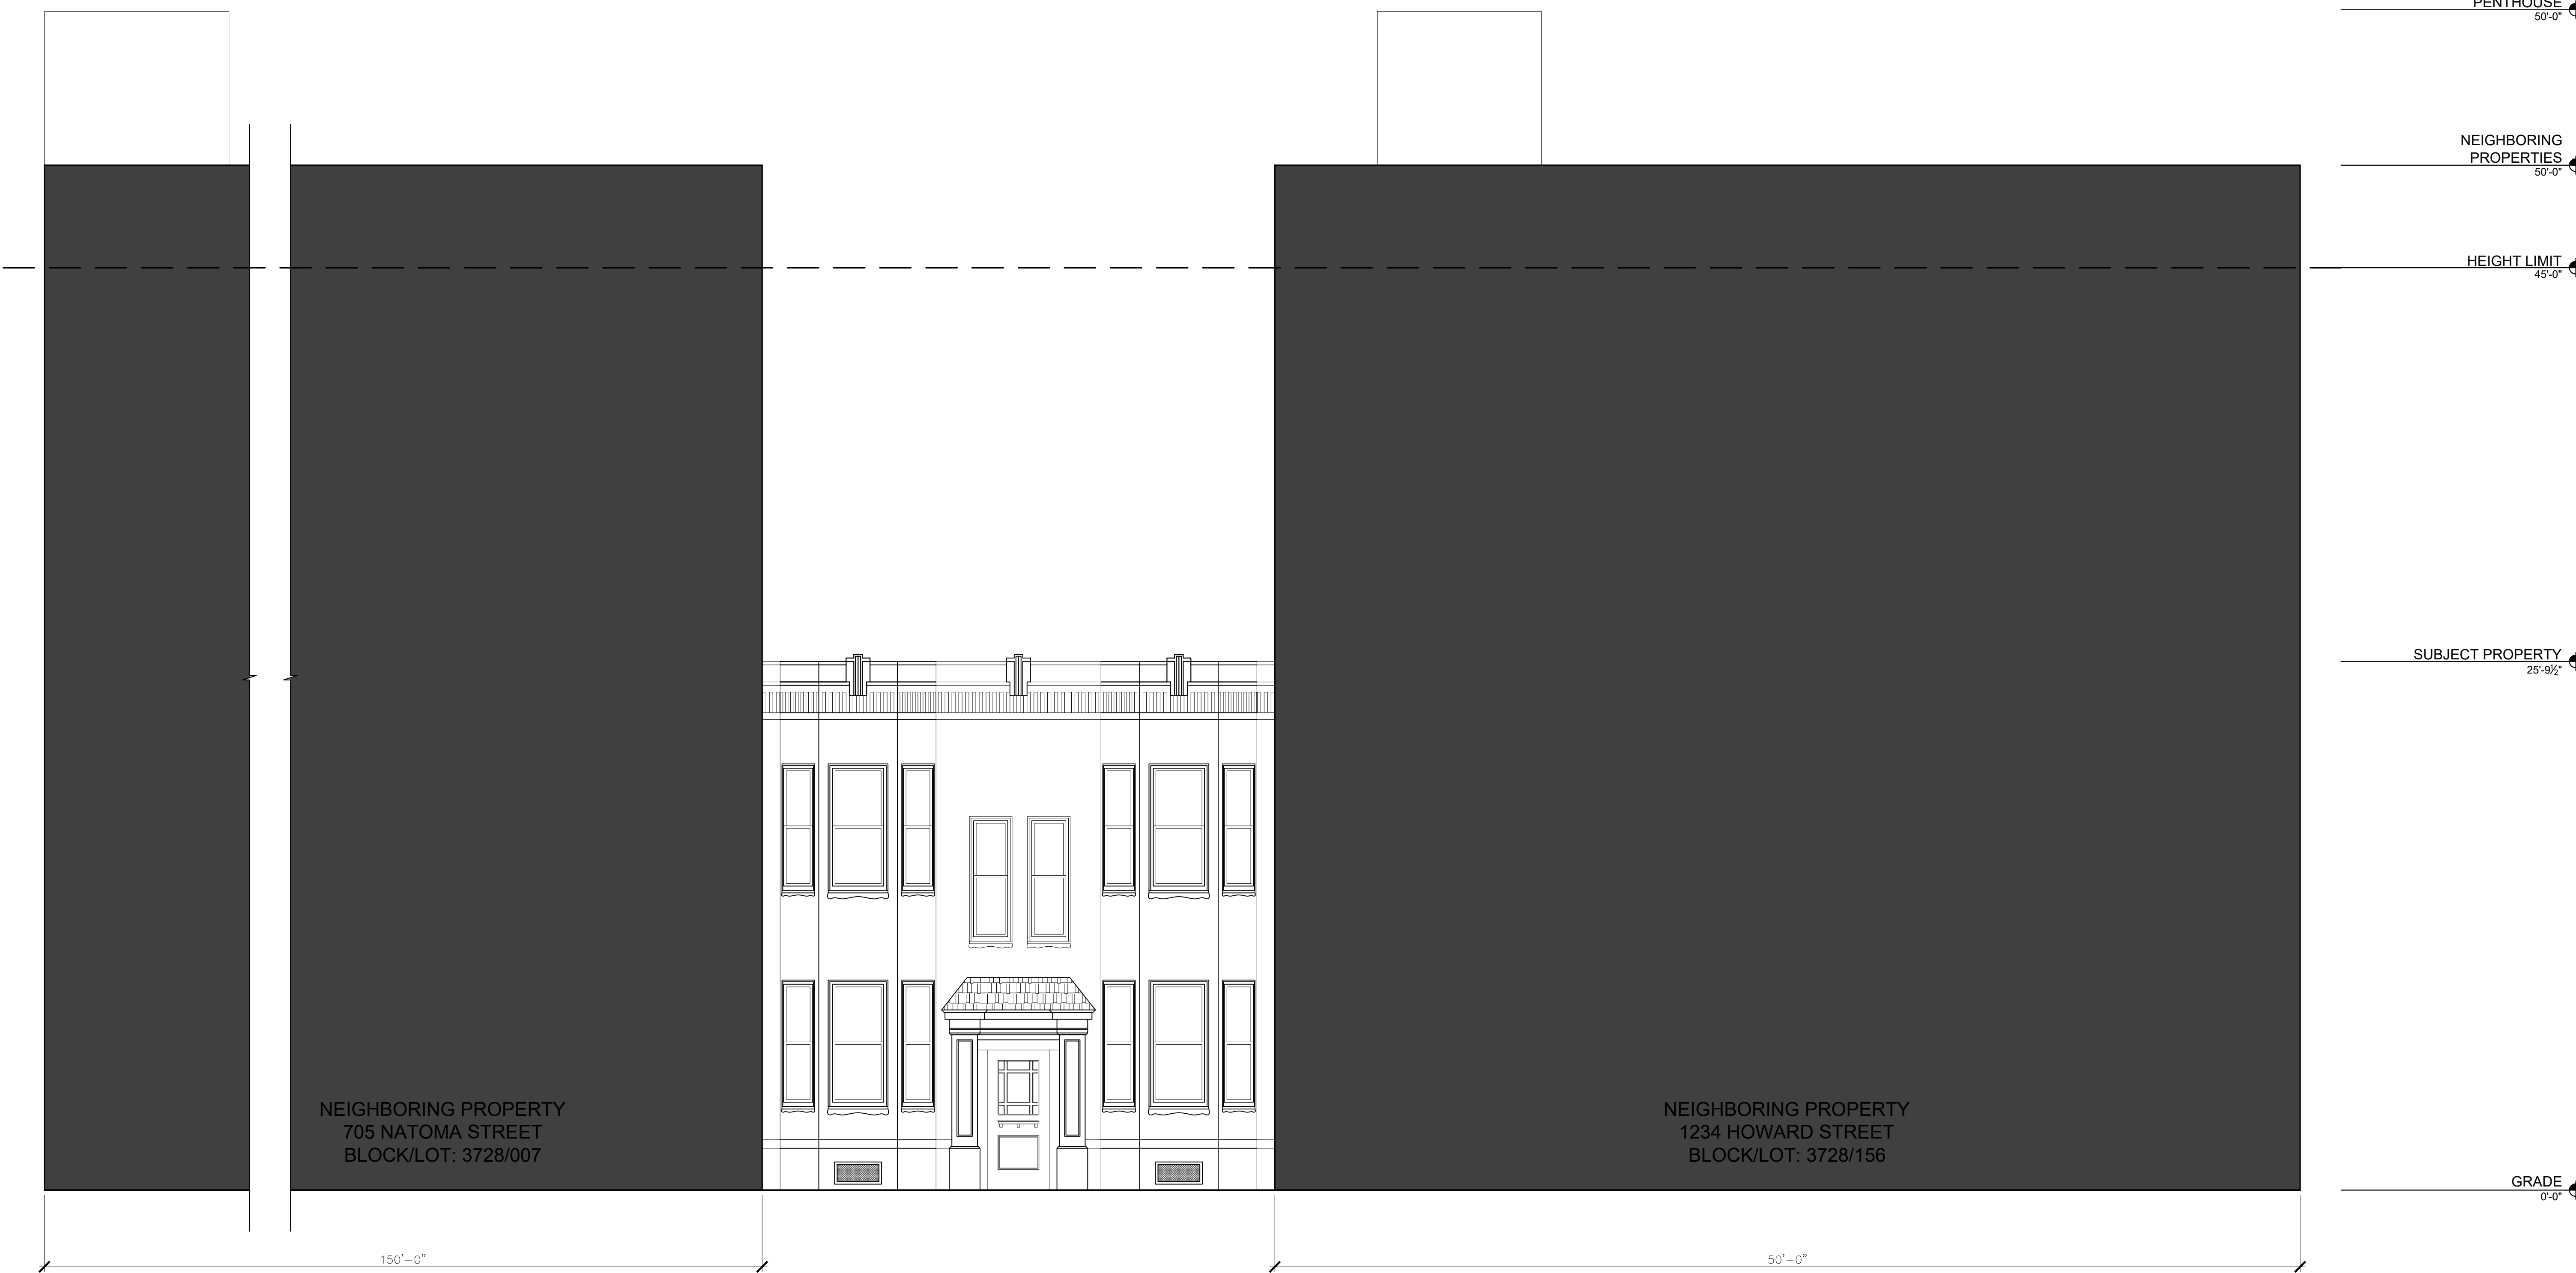 PENTHOUSE
50'-0"
NEIGHBORING
PROPERTIES
50'-0"
HEIGHT LIMIT
45'-0"
SUBJECT PROPERTY
25'-9½"
NEIGHBORING PROPERTY
705 NATOMA STREET
BLOCK/LOT: 3728/007
NEIGHBORING PROPERTY
1234 HOWARD STREET
BLOCK/LOT: 3728/156
GRADE
0'-0"
150'-0"
50'-0"